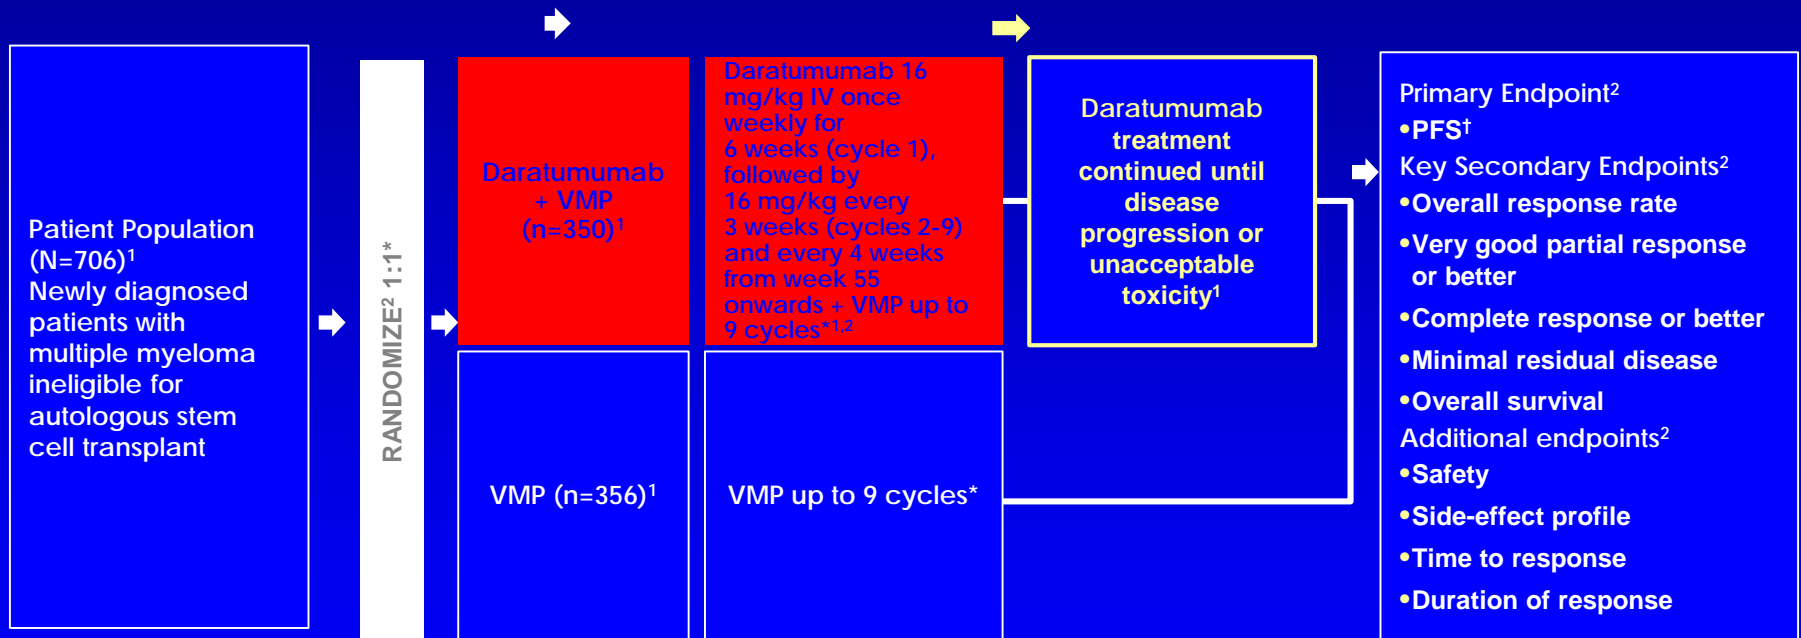 Patient Population
(N=706)¹
Newly diagnosed
patients with
multiple myeloma
ineligible for
autologous stem
cell transplant
RANDOMIZE² 1:1*
Daratumumab
+ VMP
(n=350)¹
Daratumumab 16
mg/kg IV once
weekly for
6 weeks (cycle 1),
followed by
16 mg/kg every
3 weeks (cycles 2-9)
and every 4 weeks
from week 55
onwards + VMP up to
9 cycles*¹,²
Daratumumab
treatment
continued until
disease
progression or
unacceptable
toxicity¹
VMP (n=356)¹
VMP up to 9 cycles*
Primary Endpoint²
•PFS†
Key Secondary Endpoints²
•Overall response rate
•Very good partial response
or better
•Complete response or better
•Minimal residual disease
•Overall survival
Additional endpoints²
•Safety
•Side-effect profile
•Time to response
•Duration of response